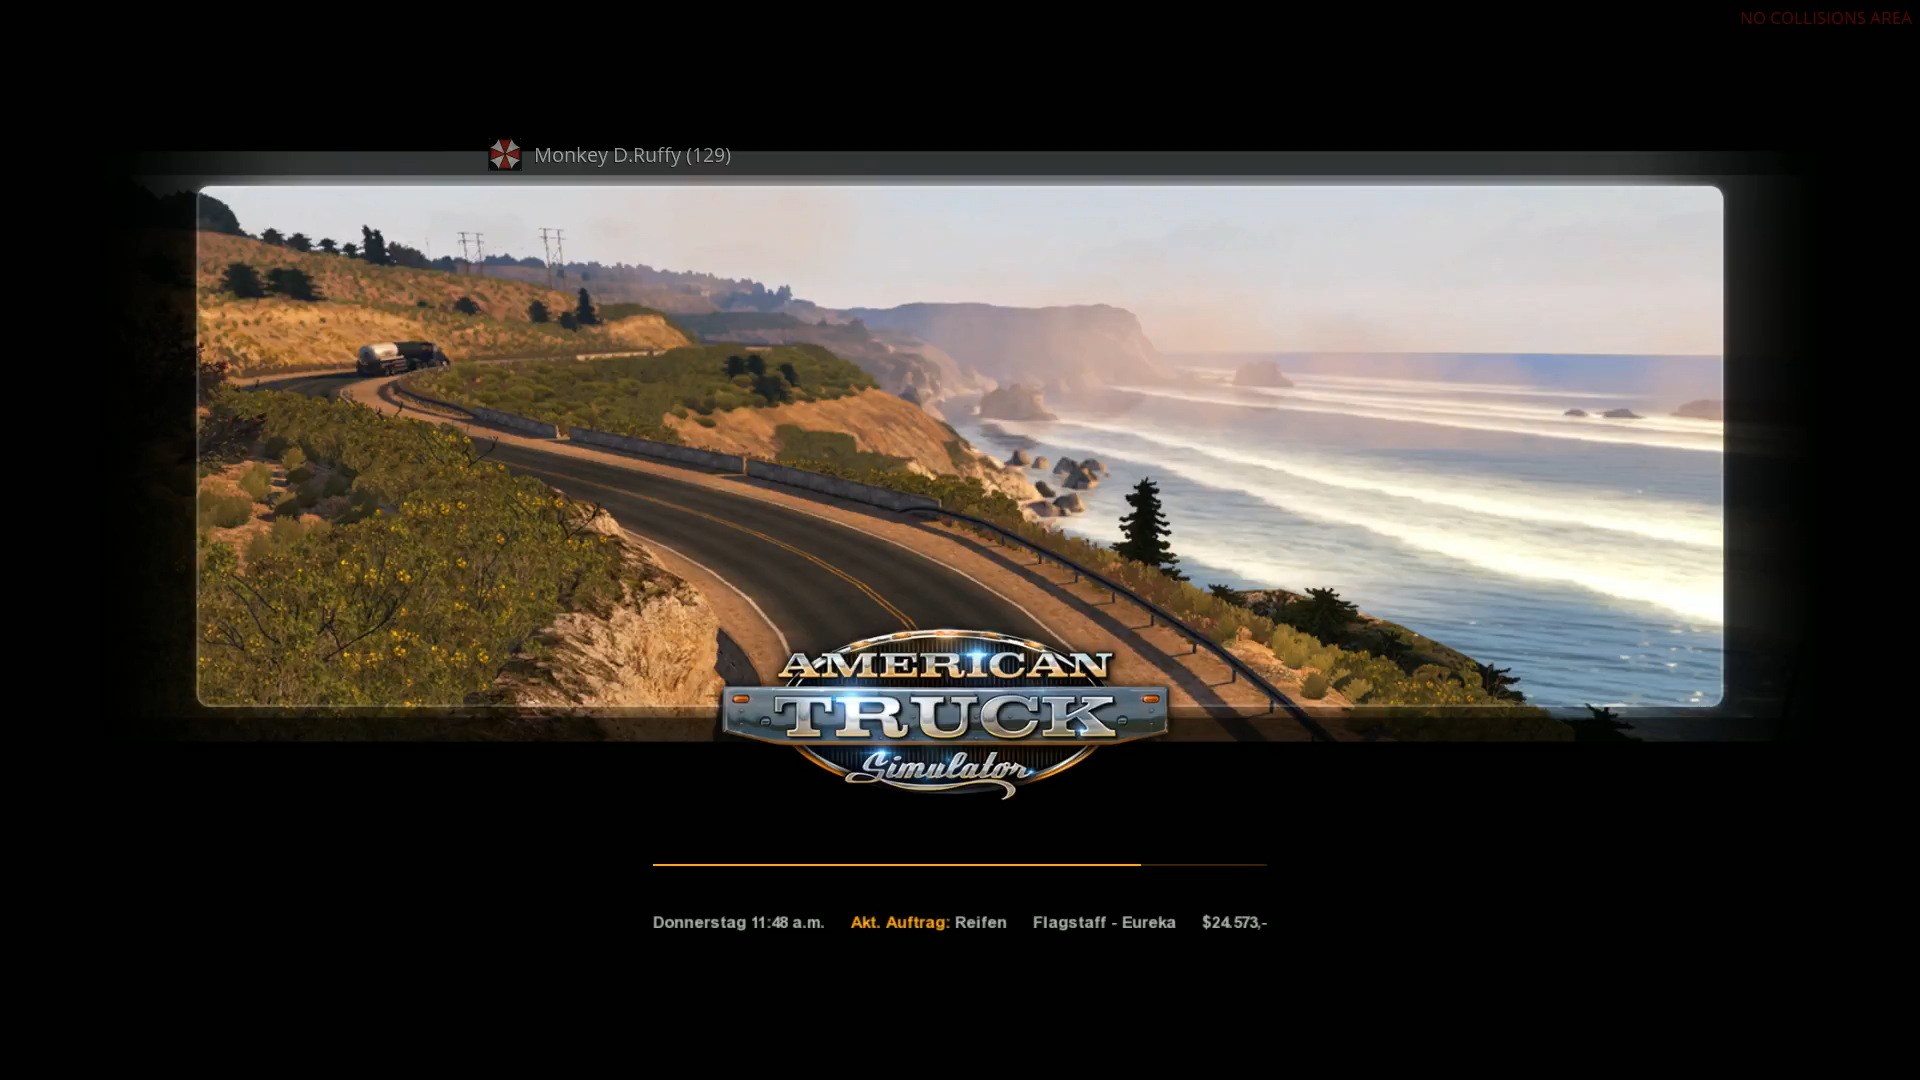 NO COLLISIONS AREA
Monkey D.Ruffy (129)
AMERICAN
TRUCK
Simulator
Donnerstag 11:48 a.m. Akt. Auftrag: Reifen Flagstaff - Eureka $24.573,-